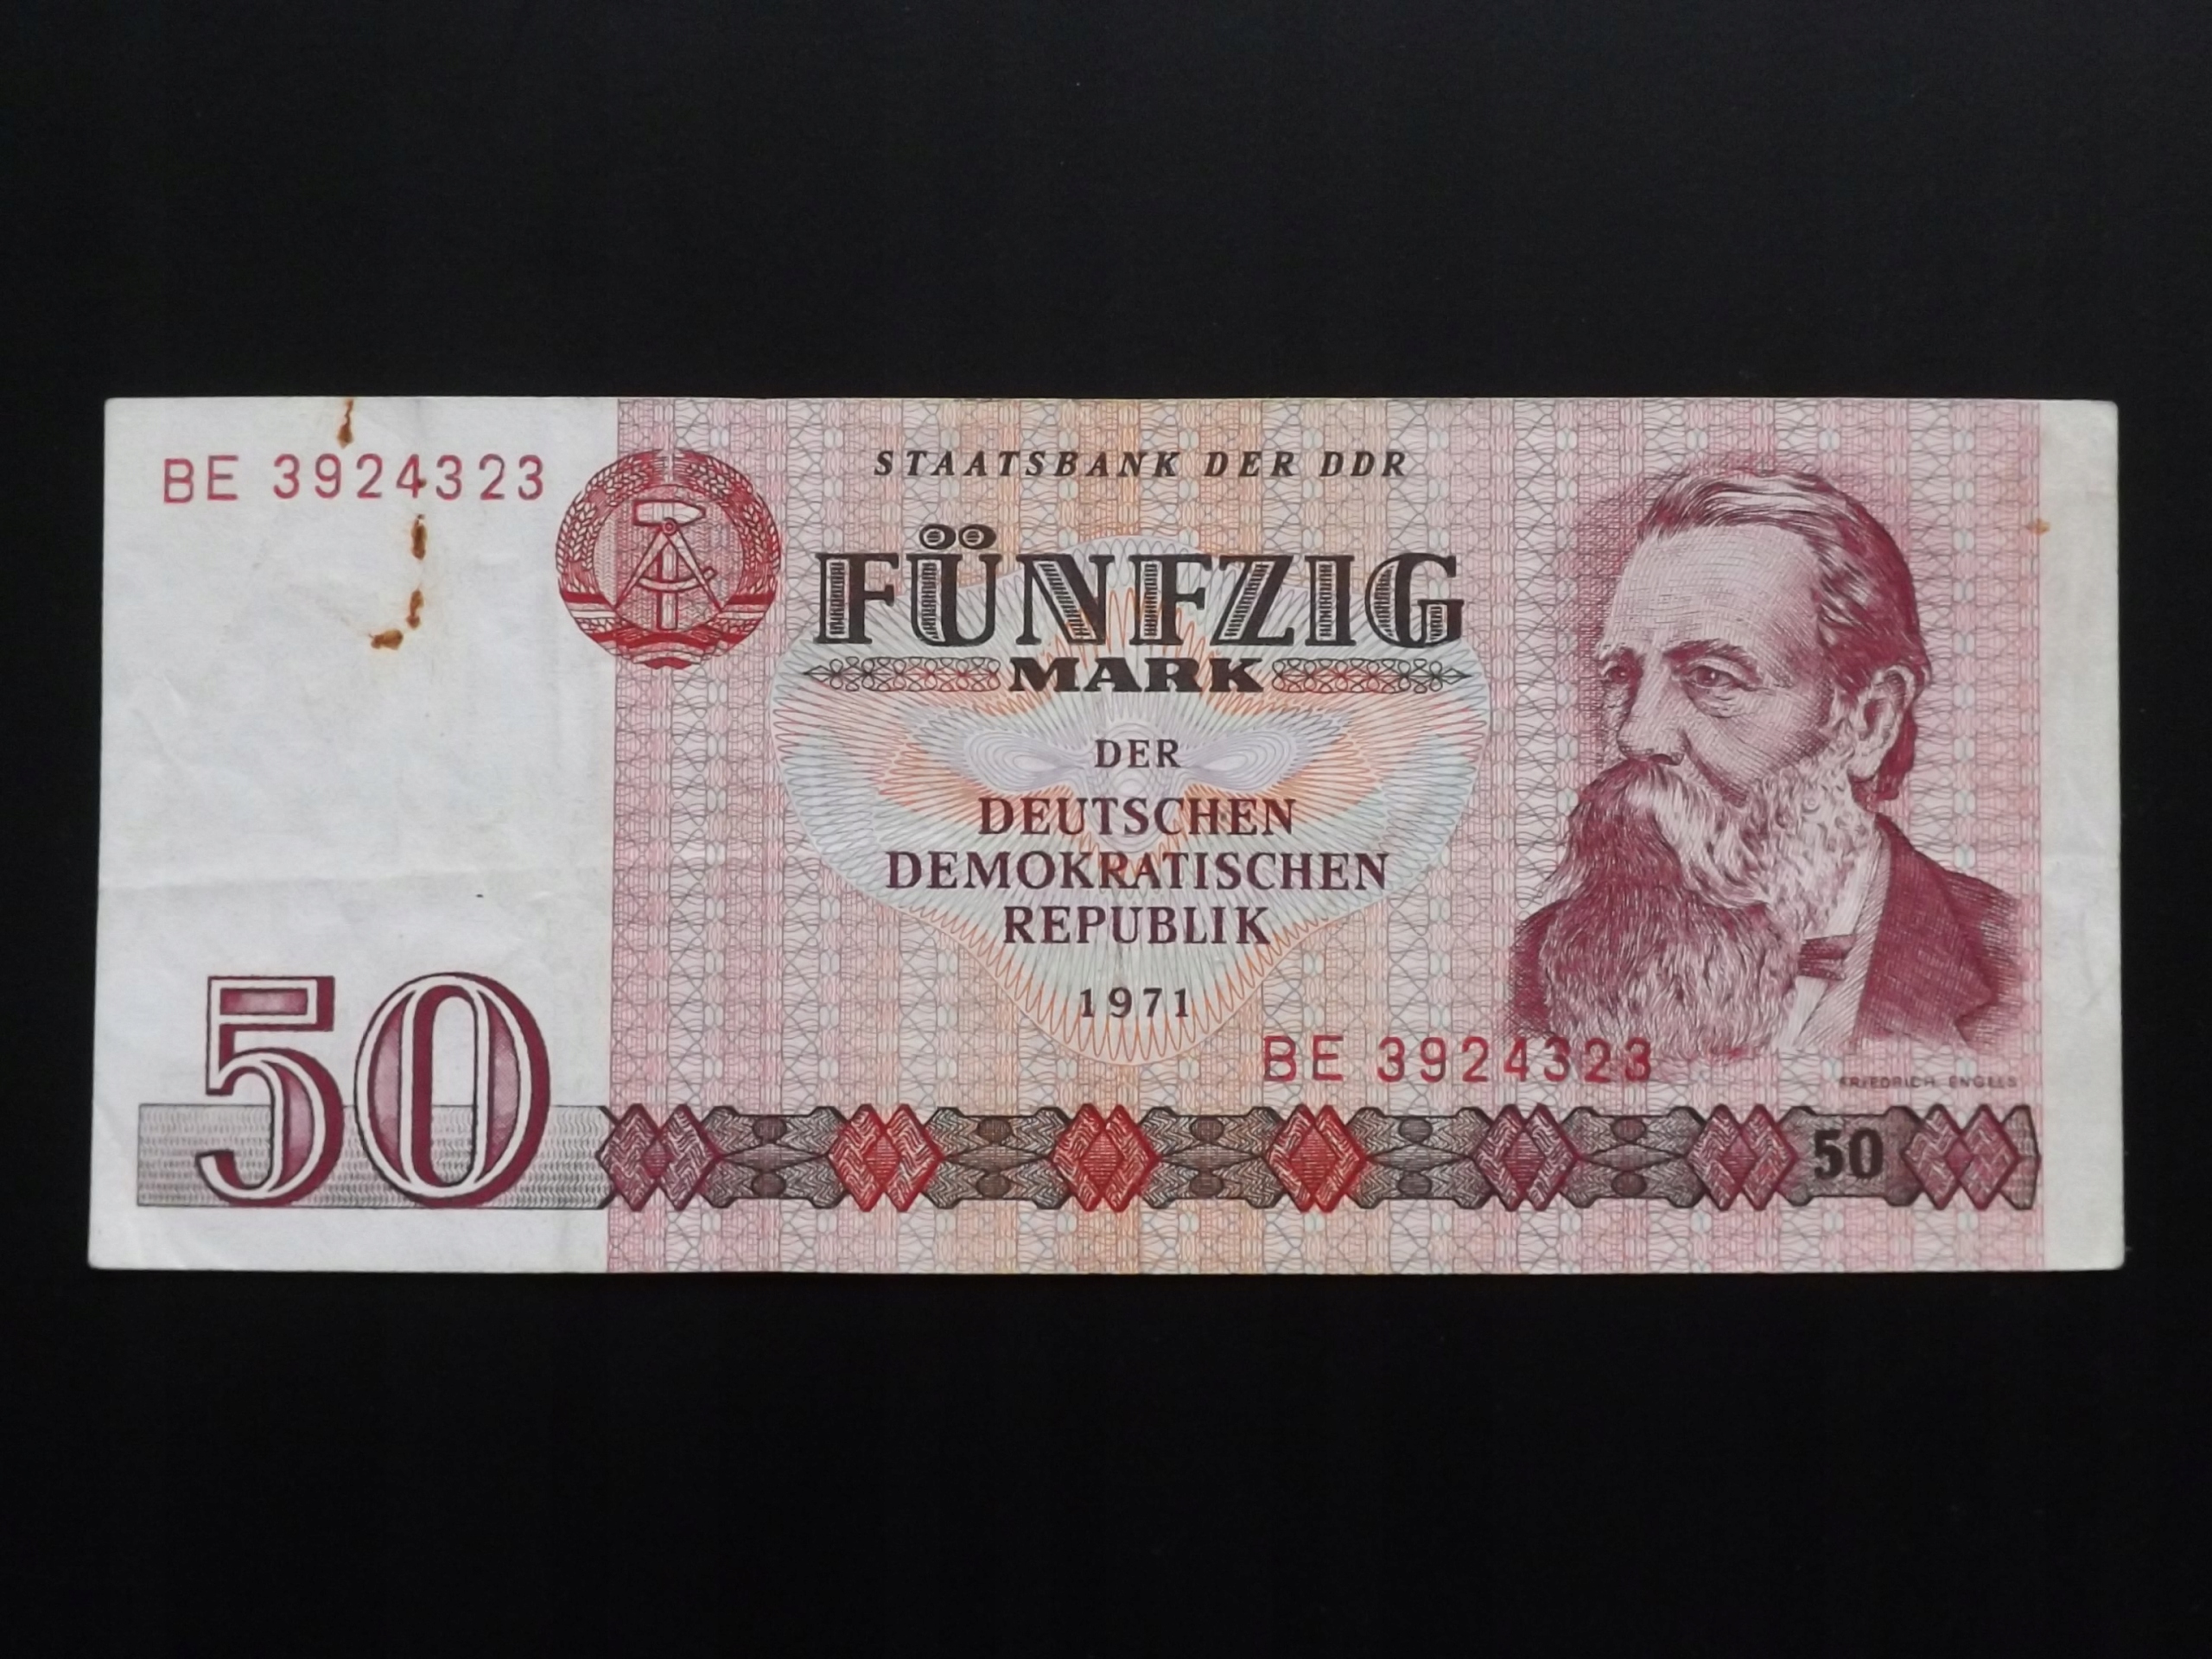 BE 3924323
STAATSBANK DER DDR
FÜNFZIG
MARK
DER
DEUTSCHEN
DEMOKRATISCHEN
REPUBLIK
1971
BE 3924323
FRIEDRICH ENGELS
50
50